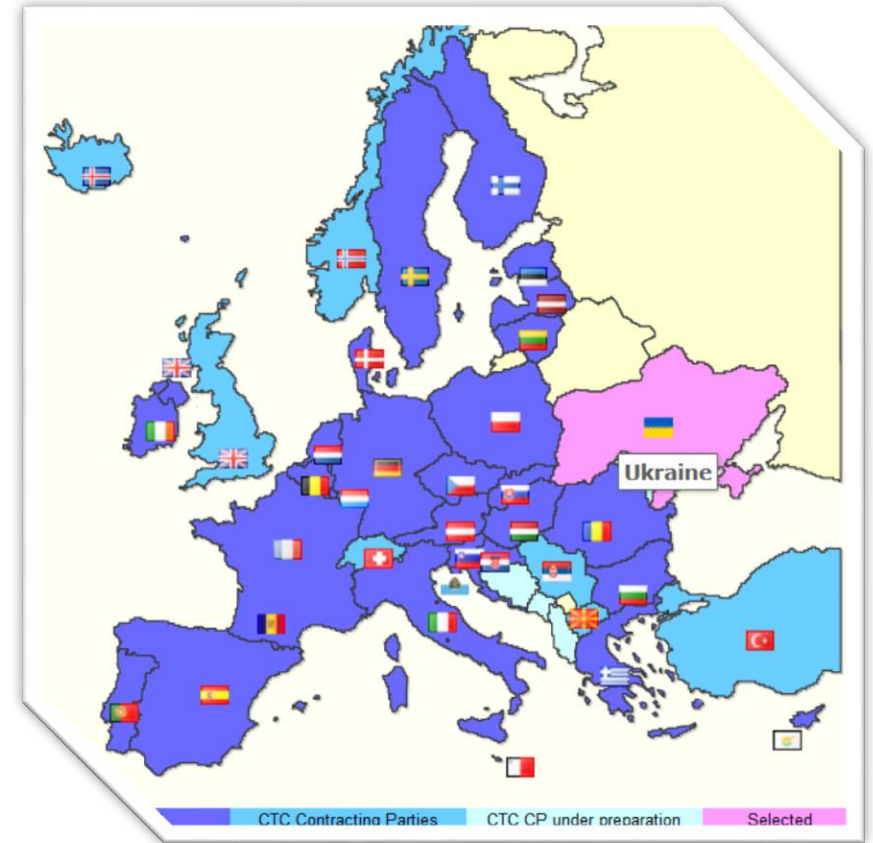 Ukraine
CTC Contracting Parties
CTC CP under preparation
Selected